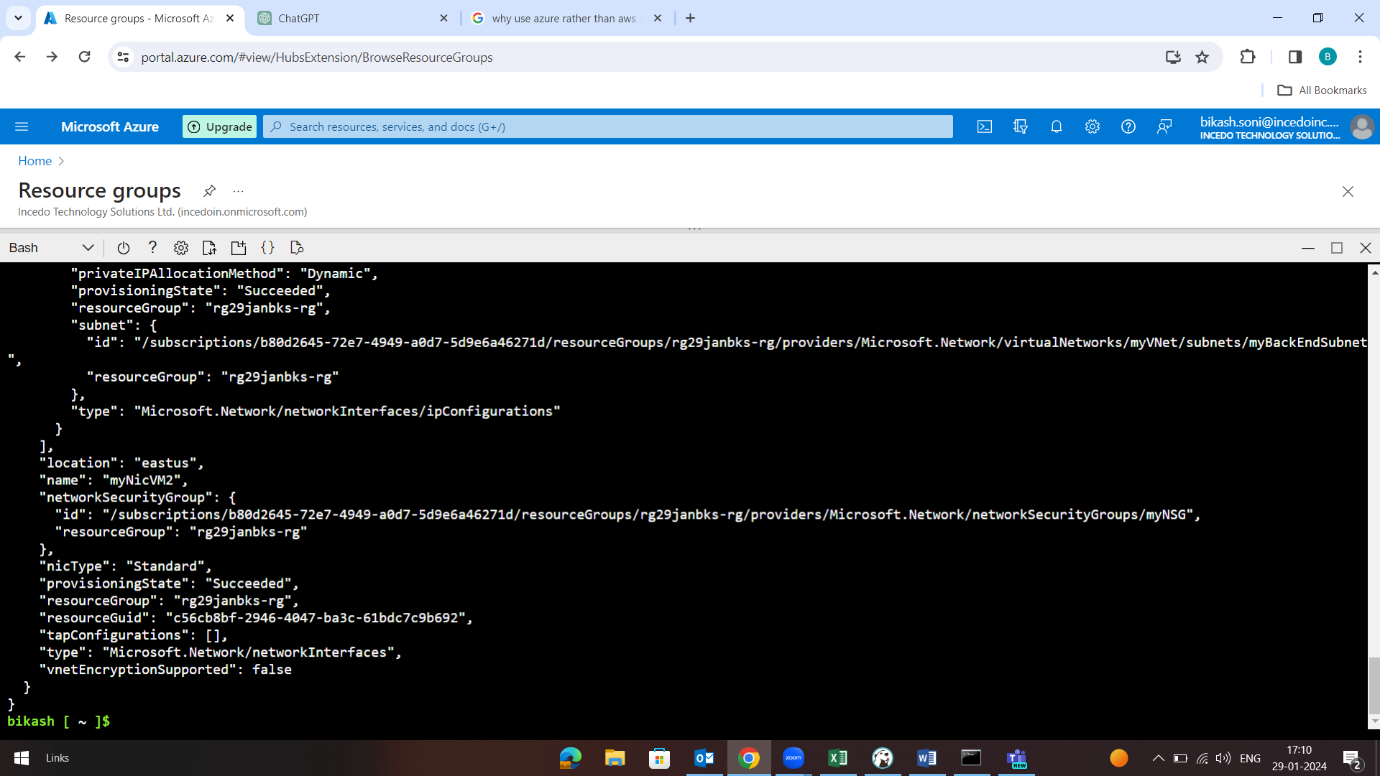 Resource groups - Microsoft Az
ChatGPT
why use azure rather than aws
portal.azure.com/#view/HubsExtension/BrowseResourceGroups
B
All Bookmarks
Microsoft Azure
Upgrade
Search resources, services, and docs (G+/)
bikash.soni@incedoinc....
INCEDO TECHNOLOGY SOLUTIO...
Home >
Resource groups ...
Incedo Technology Solutions Ltd. (incedoin.onmicrosoft.com)
Bash
"privateIPAllocationMethod": "Dynamic",
"provisioningState": "Succeeded",
"resourceGroup": "rg29janbks-rg",
"subnet": {
"id": "/subscriptions/b80d2645-72e7-4949-a0d7-5d9e6a46271d/resourceGroups/rg29janbks-rg/providers/Microsoft.Network/virtualNetworks/myVNet/subnets/myBackEndSubnet
",
"resourceGroup": "rg29janbks-rg"
},
"type": "Microsoft.Network/networkInterfaces/ipConfigurations"
}
],
"location": "eastus",
"name": "myNicVM2",
"networkSecurityGroup": {
"id": "/subscriptions/b80d2645-72e7-4949-a0d7-5d9e6a46271d/resourceGroups/rg29janbks-rg/providers/Microsoft.Network/networkSecurityGroups/myNSG",
"resourceGroup": "rg29janbks-rg"
},
"nicType": "Standard",
"provisioningState": "Succeeded",
"resourceGroup": "rg29janbks-rg",
"resourceGuid": "c56cb8bf-2946-4047-ba3c-61bdc7c9b692",
"tapConfigurations": [],
"type": "Microsoft.Network/networkInterfaces",
"vnetEncryptionSupported": false
}
}
bikash [ ~ ]$
Links
zoom
NEW
ENG
17:10
29-01-2024
2